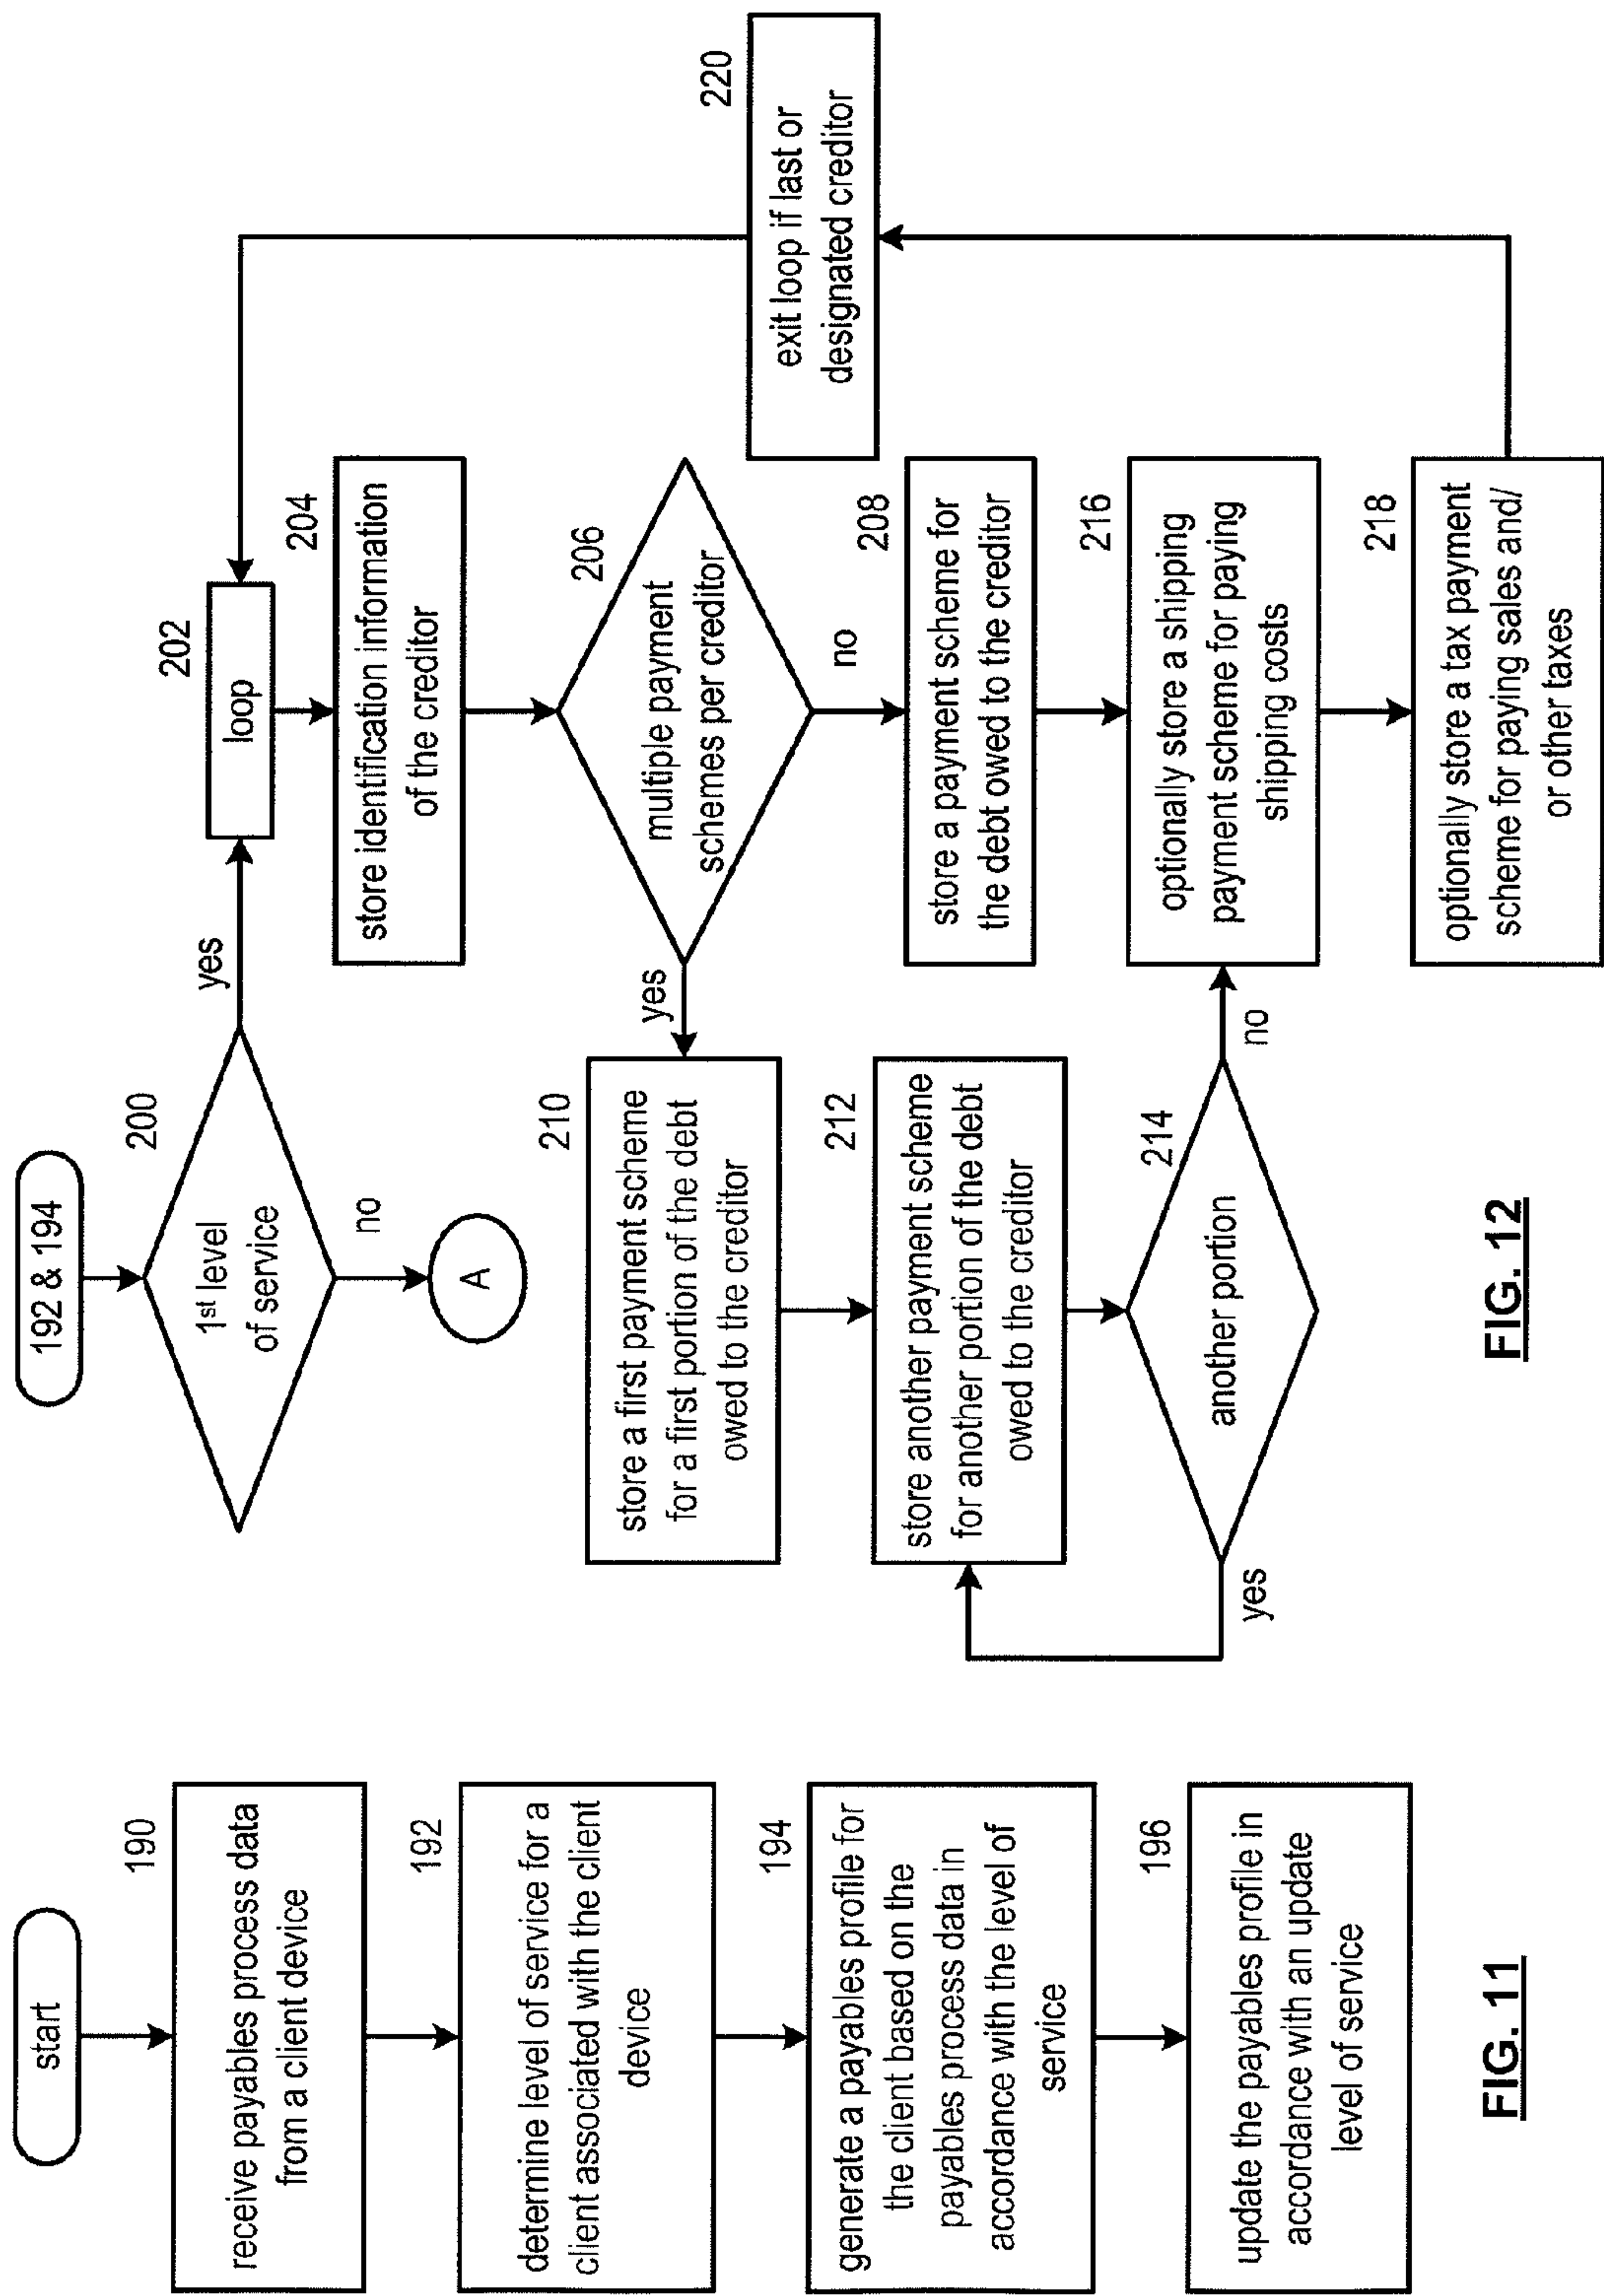 start
190
receive payables process data
from a client device
192
determine level of service for a
client associated with the client
device
194
generate a payables profile for
the client based on the
payables process data in
accordance with the level of
service
196
update the payables profile in
accordance with an update
level of service
FIG. 11
192 & 194
200
1st level
of service
yes
no
A
202
loop
204
store identification information
of the creditor
206
multiple payment
schemes per creditor
yes
no
208
store a payment scheme for
the debt owed to the creditor
210
store a first payment scheme
for a first portion of the debt
owed to the creditor
212
store another payment scheme
for another portion of the debt
owed to the creditor
214
another portion
yes
no
216
optionally store a shipping
payment scheme for paying
shipping costs
218
optionally store a tax payment
scheme for paying sales and/
or other taxes
220
exit loop if last or
designated creditor
FIG. 12